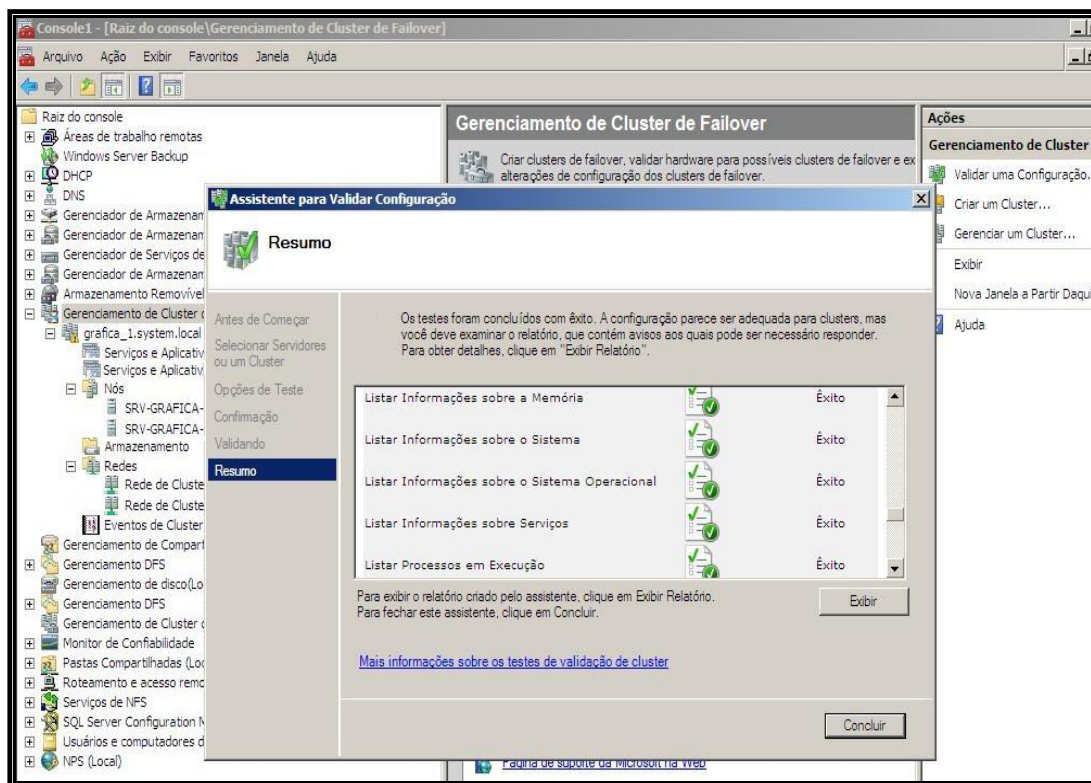 Console1 - [Raiz do console\Gerenciamento de Cluster de Failover]
Arquivo Ação Exibir Favoritos Janela Ajuda
Raiz do console
Áreas de trabalho remotas
Windows Server Backup
DHCP
DNS
Gerenciador de Armazenam
Gerenciador de Armazenam
Gerenciador de Serviços de
Gerenciador de Armazenam
Armazenamento Removível
Gerenciamento de Cluster
grafica_1.system.local
Serviços e Aplicativ
Serviços e Aplicativ
Nós
SRV-GRAFICA-
SRV-GRAFICA-
Armazenamento
Redes
Rede de Cluste
Rede de Cluste
Eventos de Cluster
Gerenciamento de Compart
Gerenciamento DFS
Gerenciamento de disco(Lo
Gerenciamento DFS
Gerenciamento de Cluster
Monitor de Confiabilidade
Pastas Compartilhadas (Loc
Roteamento e acesso remo
Serviços de NFS
SQL Server Configuration M
Usuários e computadores d
NPS (Local)
Gerenciamento de Cluster de Failover
Criar clusters de failover, validar hardware para possíveis clusters de failover e ex
alterações de configuração dos clusters de failover.
Assistente para Validar Configuração
Resumo
Antes de Começar
Selecionar Servidores
ou um Cluster
Opções de Teste
Confirmação
Validando
Resumo
Os testes foram concluídos com êxito. A configuração parece ser adequada para clusters, mas
você deve examinar o relatório, que contém avisos aos quais pode ser necessário responder.
Para obter detalhes, clique em "Exibir Relatório".
Listar Informações sobre a Memória Êxito
Listar Informações sobre o Sistema Êxito
Listar Informações sobre o Sistema Operacional Êxito
Listar Informações sobre Serviços Êxito
Listar Processos em Execução Êxito
Para exibir o relatório criado pelo assistente, clique em Exibir Relatório.
Para fechar este assistente, clique em Concluir.
Exibir
Mais informações sobre os testes de validação de cluster
Concluir
Página de suporte da Microsoft na Web
Ações
Gerenciamento de Cluster
Validar uma Configuração.
Criar um Cluster...
Gerenciar um Cluster...
Exibir
Nova Janela a Partir Daqui
Ajuda